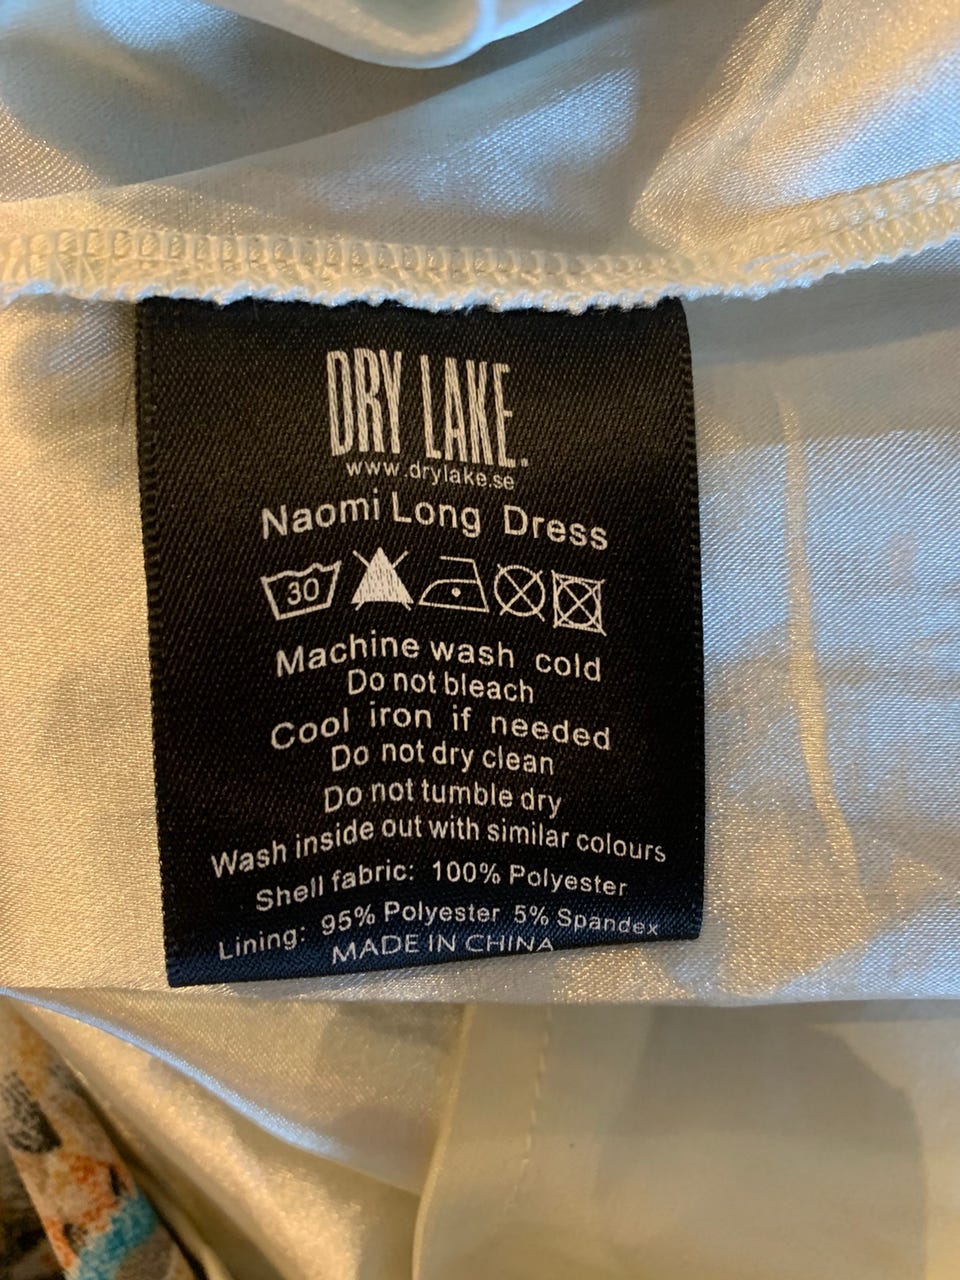 DRY LAKE.
www.drylake.se
Naomi Long Dress
30
Machine wash cold
Do not bleach
Cool iron if needed
Do not dry clean
Do not tumble dry
Wash inside out with similar colours
Shell fabric: 100% Polyester
Lining: 95% Polyester 5% Spandex
MADE IN CHINA